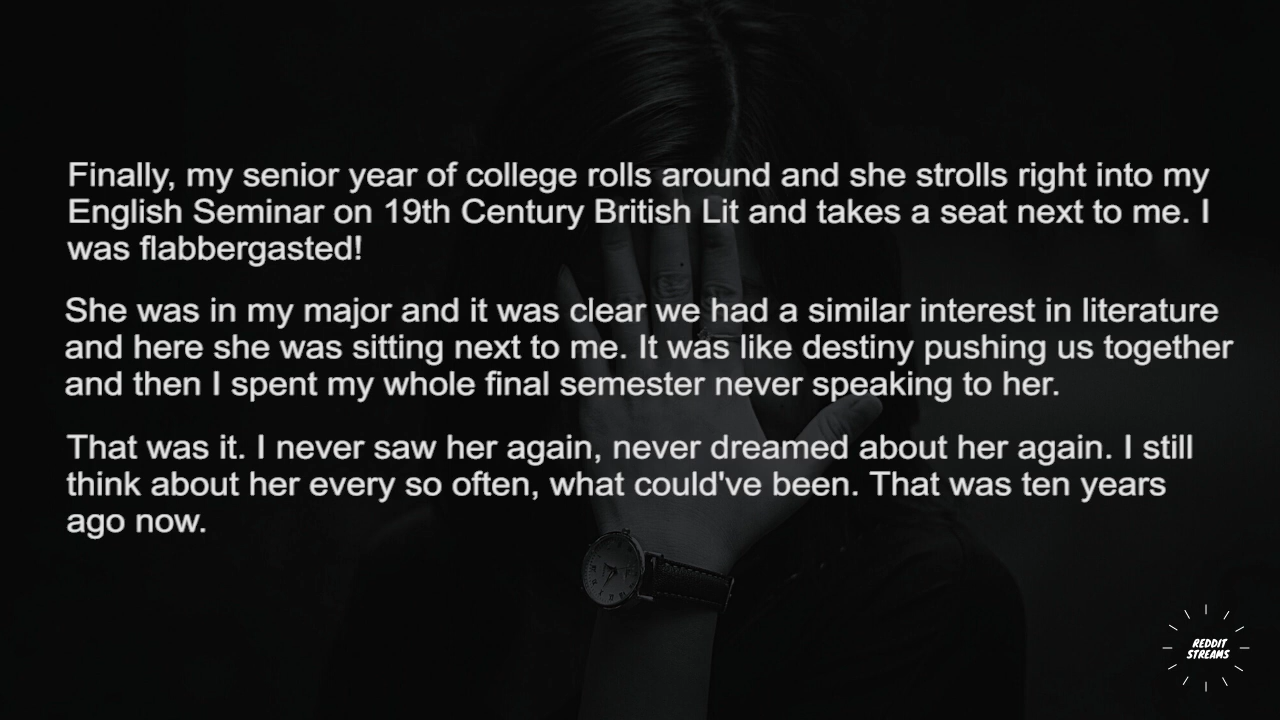 Finally, my senior year of college rolls around and she strolls right into my
English Seminar on 19th Century British Lit and takes a seat next to me. I
was flabbergasted!
She was in my major and it was clear we had a similar interest in literature
and here she was sitting next to me. It was like destiny pushing us together
and then I spent my whole final semester never speaking to her.
That was it. I never saw her again, never dreamed about her again. I still
think about her every so often, what could've been. That was ten years
ago now.
REDDIT
STREAMS